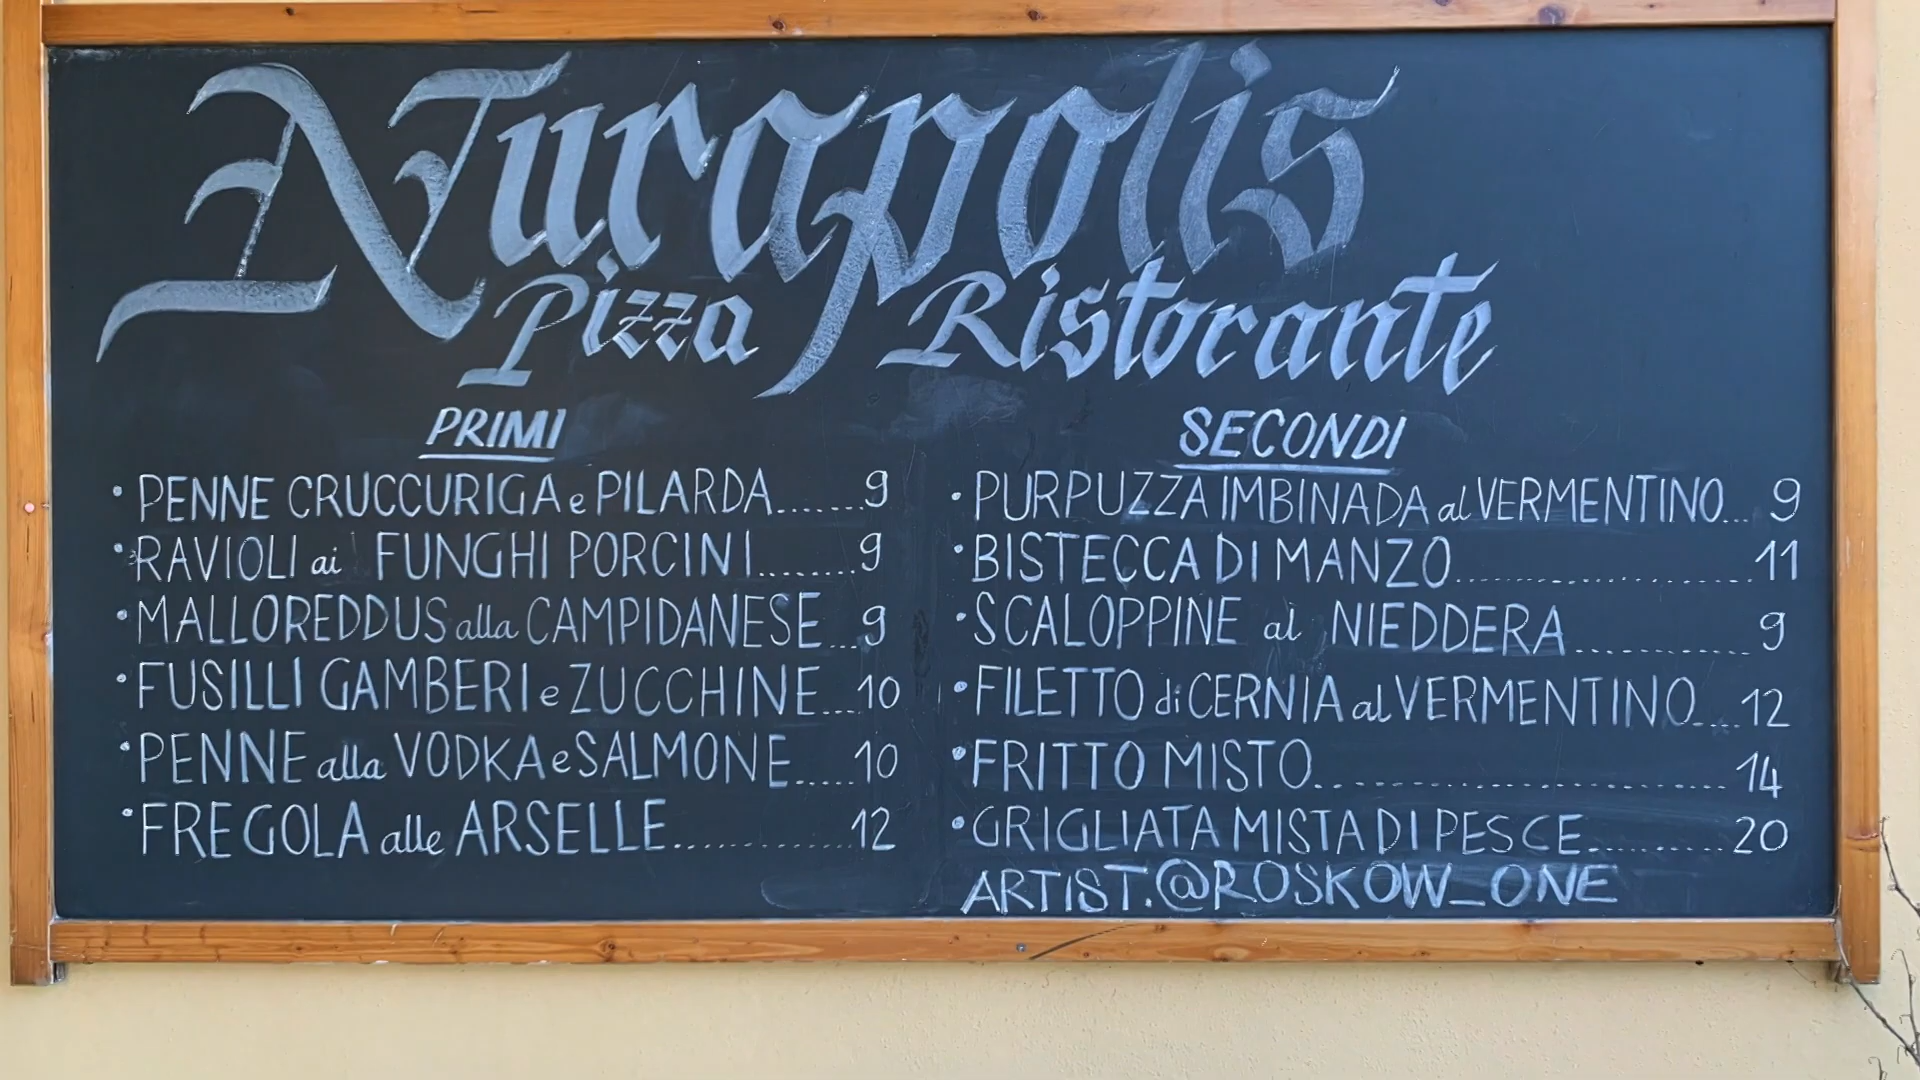 Nurapolis
Pizza Ristorante
PRIMI
• PENNE CRUCCURIGA e PILARDA.......9
• RAVIOLI ai FUNGHI PORCINI........9
• MALLOREDDUS alla CAMPIDANESE...9
• FUSILLI GAMBERI e ZUCCHINE...10
• PENNE alla VODKA e SALMONE.....10
• FREGOLA alle ARSELLE..............12
SECONDI
• PURPUZZA IMBINADA al VERMENTINO... 9
• BISTECCA DI MANZO........................11
• SCALOPPINE al NIEDDERA............ 9
• FILETTO di CERNIA al VERMENTINO....12
• FRITTO MISTO.............................. 14
• GRIGLIATA MISTA DI PESCE..........20
ARTIST.@ROSKOW_ONE